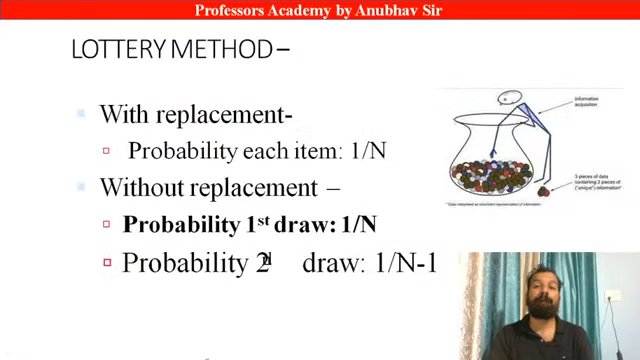 Professors Academy by Anubhav Sir
LOTTERY METHOD –
With replacement-
Probability each item: 1/N
Without replacement –
Probability 1st draw: 1/N
Probability 2nd draw: 1/N-1
information acquisition
3 pieces of data
containing 2 pieces of
("unique") information*